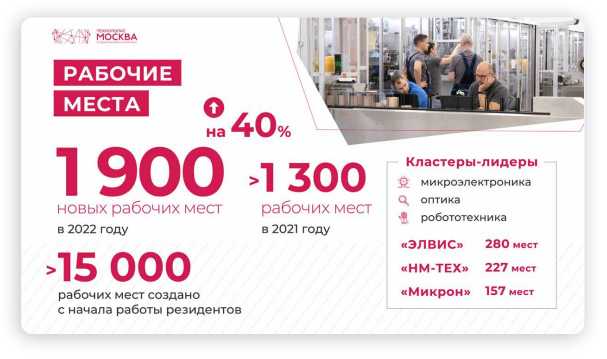 ТЕХНОПОЛИС
МОСКВА
РАБОЧИЕ
МЕСТА
на 40%
1 900
новых рабочих мест
в 2022 году
>1 300
рабочих мест
в 2021 году
>15 000
рабочих мест создано
с начала работы резидентов
Кластеры-лидеры
микроэлектроника
оптика
робототехника
«ЭЛВИС» 280 мест
«НМ-ТЕХ» 227 мест
«Микрон» 157 мест